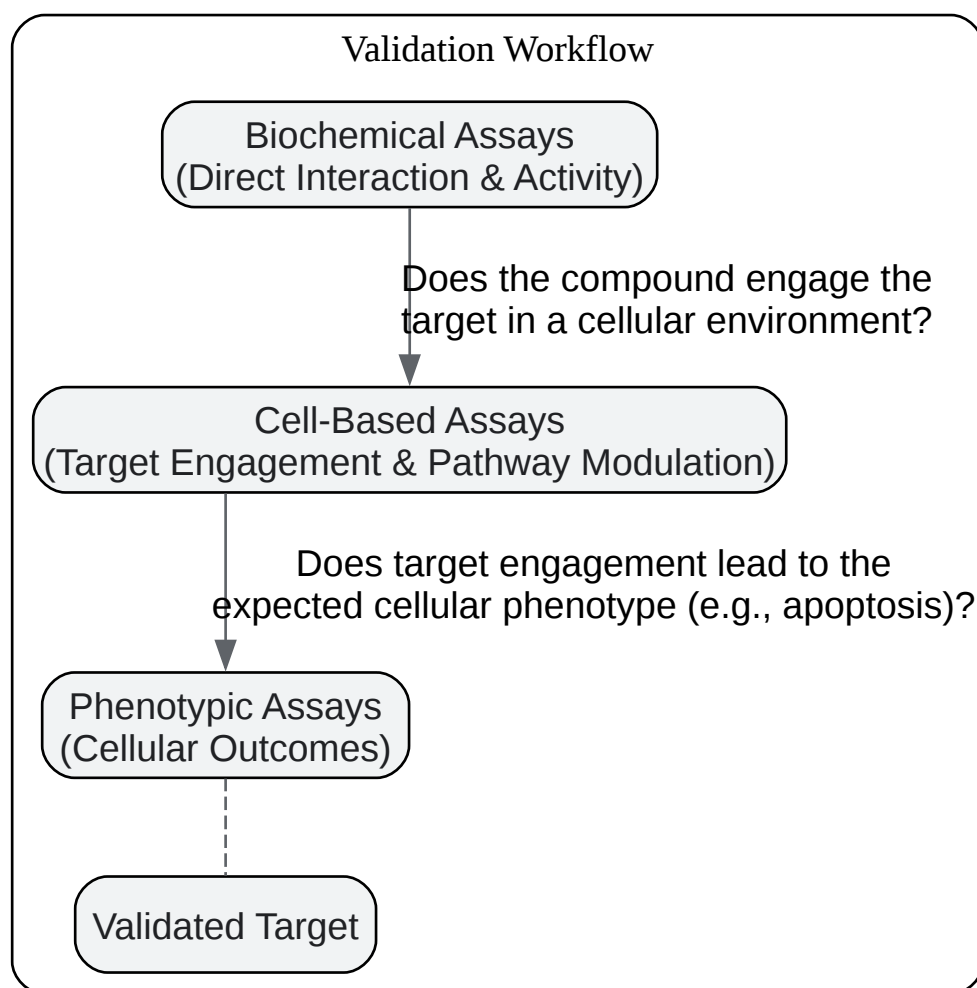 Validation Workflow
Biochemical Assays
(Direct Interaction & Activity)
Does the compound engage the
target in a cellular environment?
Cell-Based Assays
(Target Engagement & Pathway Modulation)
Does target engagement lead to the
expected cellular phenotype (e.g., apoptosis)?
Phenotypic Assays
(Cellular Outcomes)
Validated Target